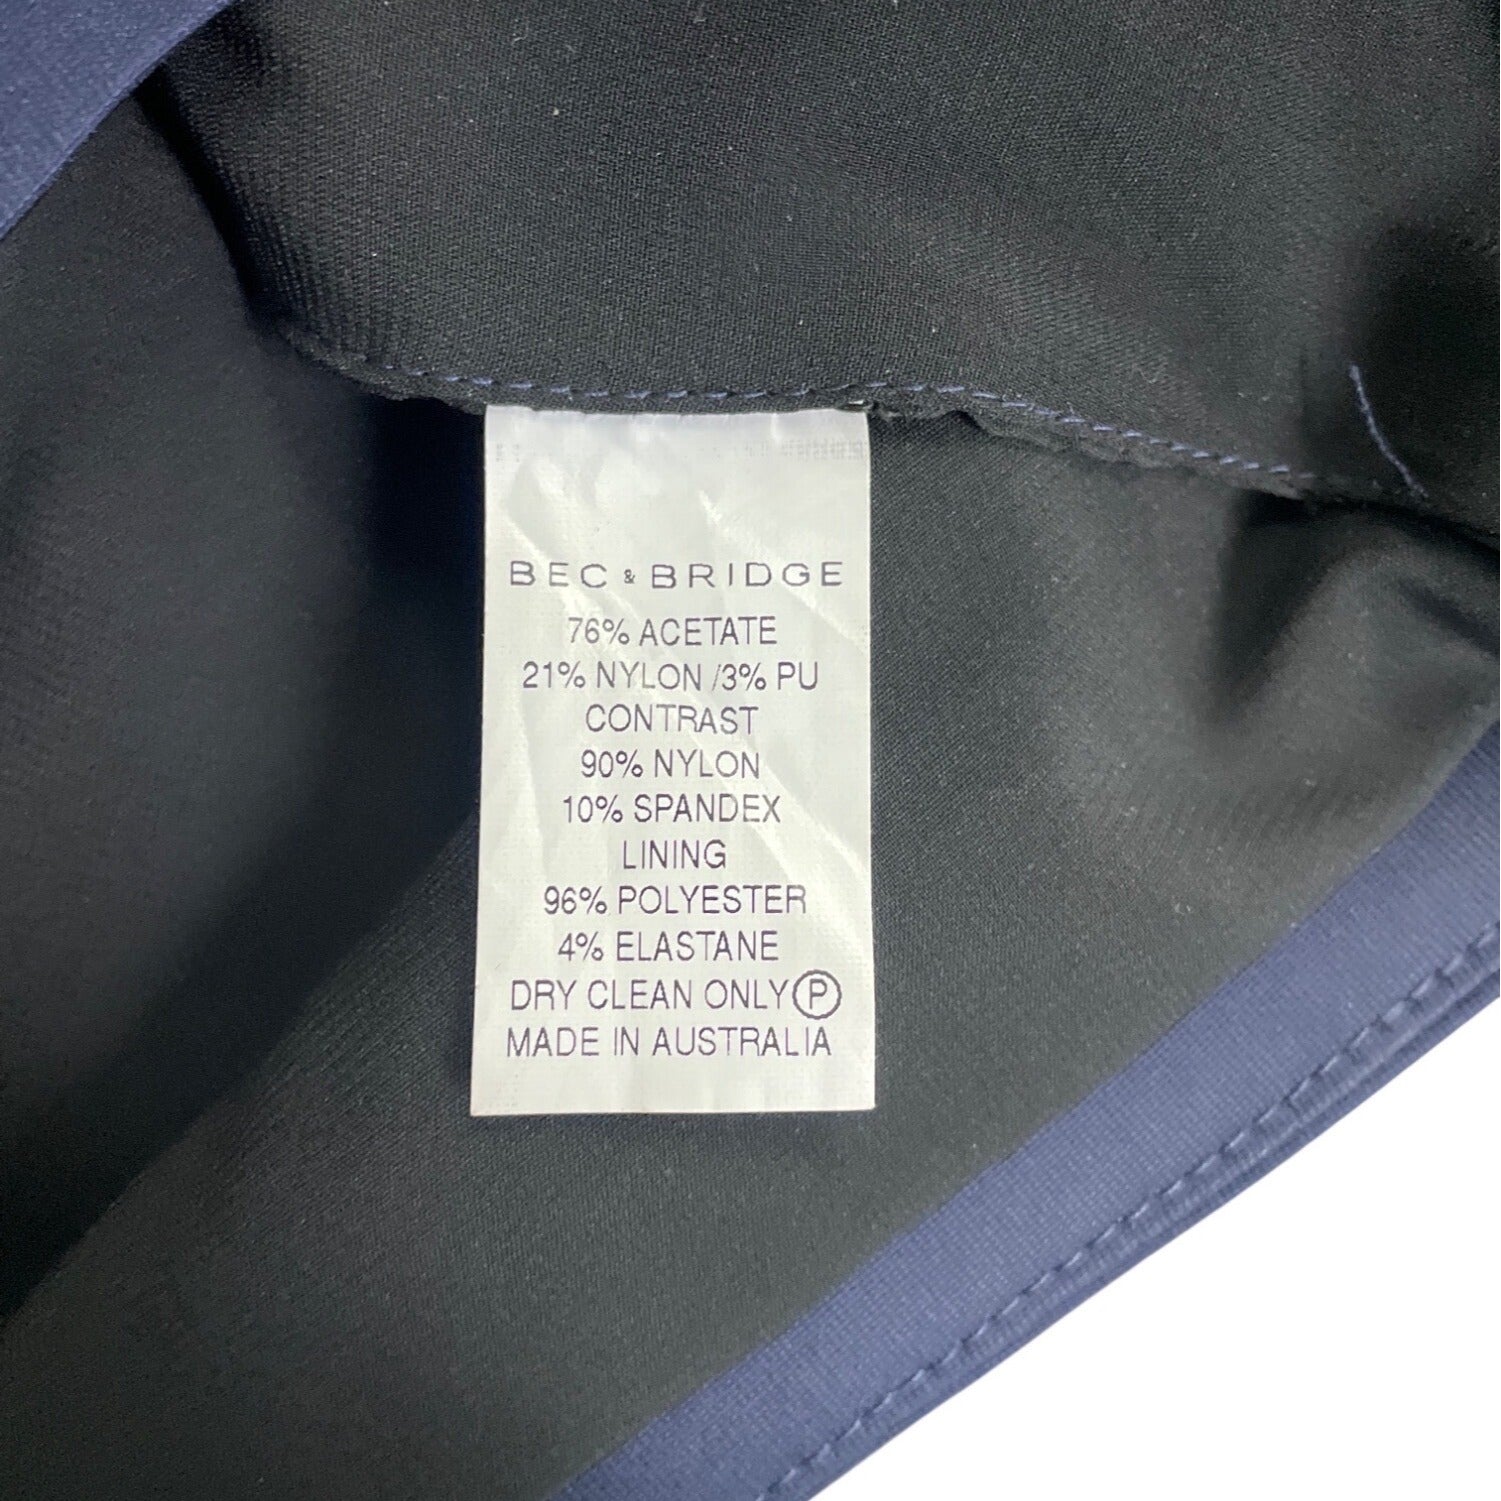 BEC & BRIDGE
76% ACETATE
21% NYLON /3% PU
CONTRAST
90% NYLON
10% SPANDEX
LINING
96% POLYESTER
4% ELASTANE
DRY CLEAN ONLY Ⓟ
MADE IN AUSTRALIA